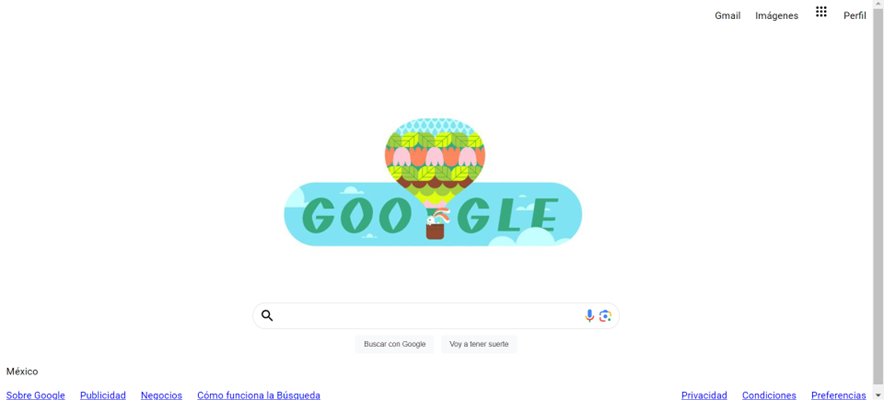 Gmail Imágenes Perfil
GOOGLE
Buscar con Google Voy a tener suerte
México
Sobre Google Publicidad Negocios Cómo funciona la Búsqueda Privacidad Condiciones Preferencias